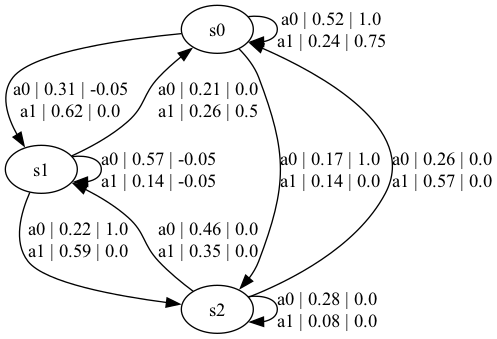 s0
a0 | 0.52 | 1.0
a1 | 0.24 | 0.75
a0 | 0.31 | -0.05
a1 | 0.62 | 0.0
a0 | 0.21 | 0.0
a1 | 0.26 | 0.5
s1
a0 | 0.57 | -0.05
a1 | 0.14 | -0.05
a0 | 0.17 | 1.0
a1 | 0.14 | 0.0
a0 | 0.26 | 0.0
a1 | 0.57 | 0.0
a0 | 0.22 | 1.0
a1 | 0.59 | 0.0
a0 | 0.46 | 0.0
a1 | 0.35 | 0.0
s2
a0 | 0.28 | 0.0
a1 | 0.08 | 0.0